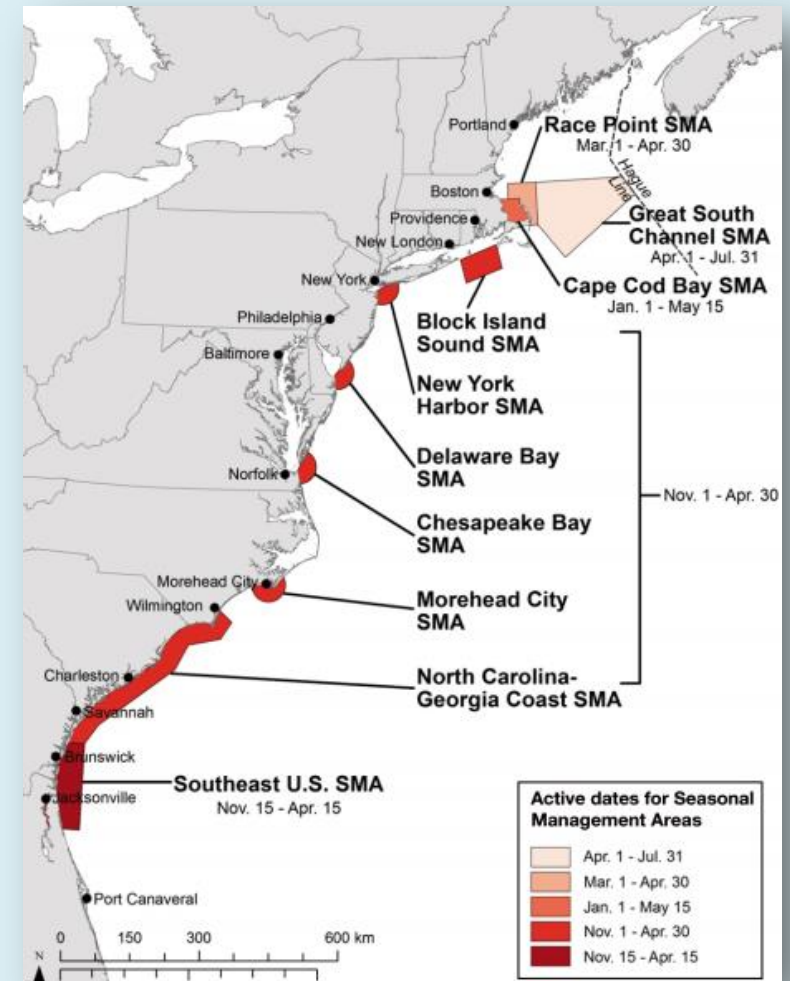 Portland
Race Point SMA
Mar. 1 - Apr. 30
Hague
Line
Boston
Providence
New London
Great South
Channel SMA
Apr. 1 - Jul. 31
Cape Cod Bay SMA
Jan. 1 - May 15
New York
Philadelphia
Baltimore
Block Island
Sound SMA
New York
Harbor SMA
Delaware Bay
SMA
Norfolk
Nov. 1 - Apr. 30
Chesapeake Bay
SMA
Morehead City
Wilmington
Morehead City
SMA
Charleston
North Carolina-
Georgia Coast SMA
Savannah
Brunswick
Southeast U.S. SMA
Nov. 15 - Apr. 15
Jacksonville
Port Canaveral
Active dates for Seasonal
Management Areas
Apr. 1 - Jul. 31
Mar. 1 - Apr. 30
Jan. 1 - May 15
Nov. 1 - Apr. 30
Nov. 15 - Apr. 15
0 150 300 600 km
N